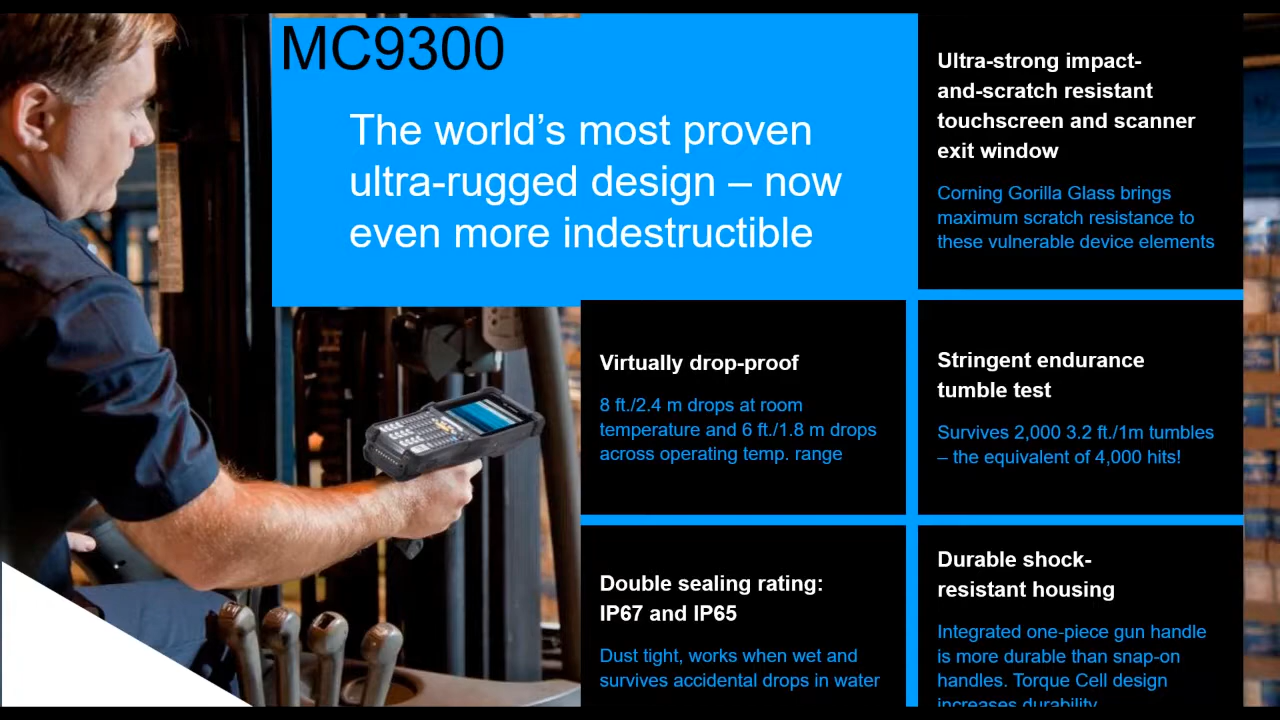 MC9300
The world’s most proven
ultra-rugged design – now
even more indestructible
Ultra-strong impact-
and-scratch resistant
touchscreen and scanner
exit window
Corning Gorilla Glass brings
maximum scratch resistance to
these vulnerable device elements
Virtually drop-proof
8 ft./2.4 m drops at room
temperature and 6 ft./1.8 m drops
across operating temp. range
Stringent endurance
tumble test
Survives 2,000 3.2 ft./1m tumbles
– the equivalent of 4,000 hits!
Double sealing rating:
IP67 and IP65
Dust tight, works when wet and
survives accidental drops in water
Durable shock-
resistant housing
Integrated one-piece gun handle
is more durable than snap-on
handles. Torque Cell design
increases durability